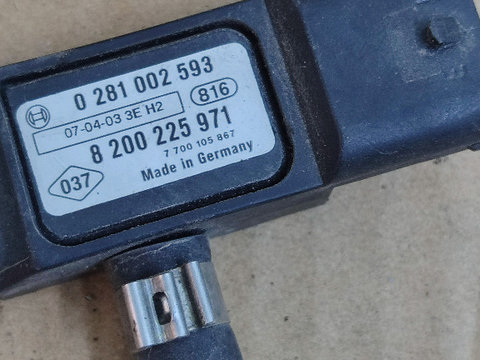 0 281 002 593
07-04-03 3E H2
816
8 200 225 971
7 700 105 867
037
Made in Germany